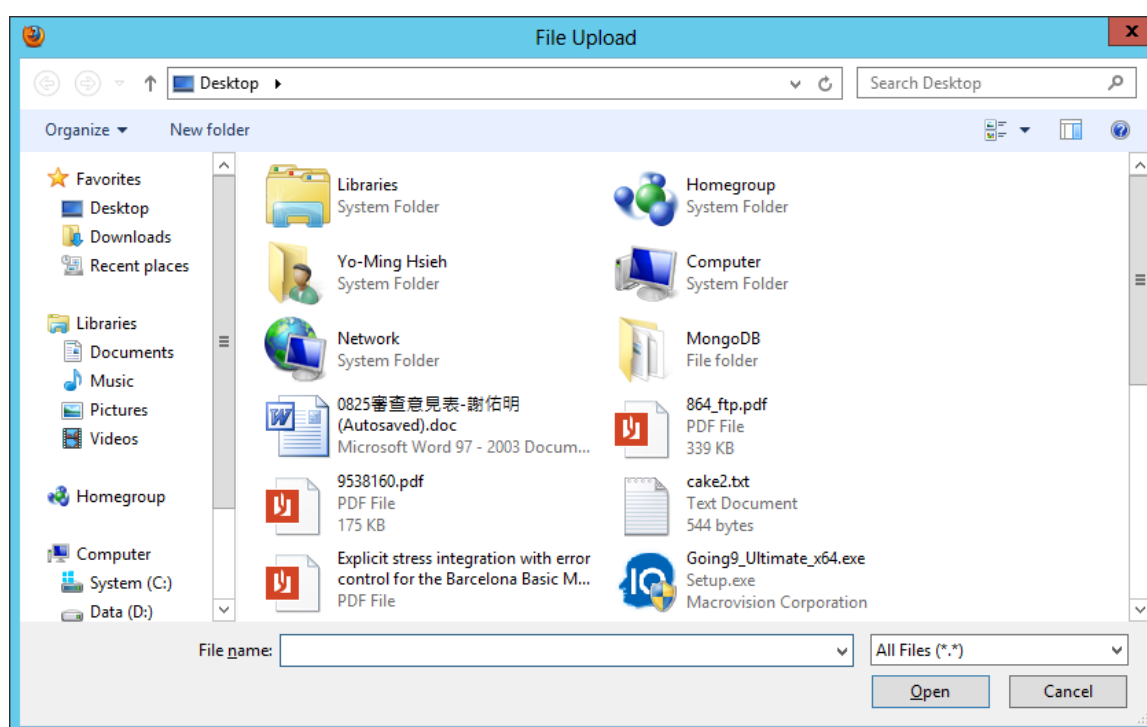 File Upload
x
Desktop
Search Desktop
Organize
New folder
Favorites
Desktop
Downloads
Recent places
Libraries
Documents
Music
Pictures
Videos
Homegroup
Computer
System (C:)
Data (D:)
Libraries
System Folder
Homegroup
System Folder
Yo-Ming Hsieh
System Folder
Computer
System Folder
Network
System Folder
MongoDB
File folder
0825審查意見表-謝佑明
(Autosaved).doc
Microsoft Word 97 - 2003 Docum...
864_ftp.pdf
PDF File
339 KB
9538160.pdf
PDF File
175 KB
cake2.txt
Text Document
544 bytes
Explicit stress integration with error
control for the Barcelona Basic M...
PDF File
Going9_Ultimate_x64.exe
Setup.exe
Macrovision Corporation
File name:
All Files (*.*)
Open
Cancel